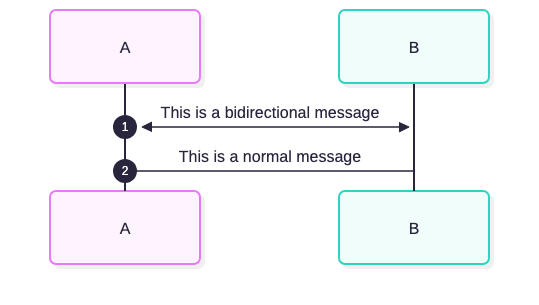 A
B
This is a bidirectional message
1
This is a normal message
2
A
B